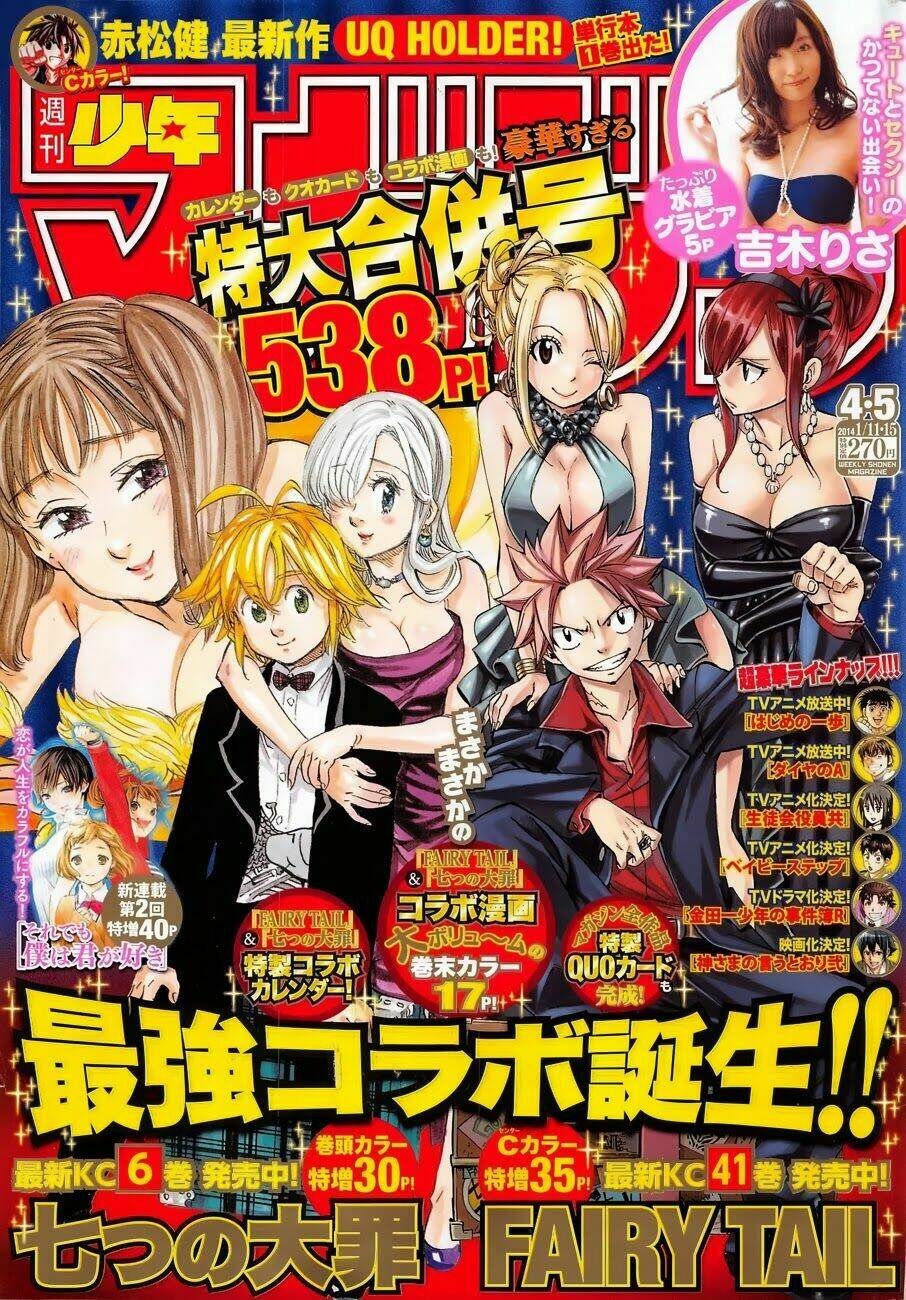 赤松健 最新作 UQ HOLDER! 単行本1巻出た!
センター
Cカラー!
週刊
少年
マガジン
カレンダーもクオカードもコラボ漫画も!豪華すぎる
特大合併号
538P!
キュートとセクシーの
かつてない出会い!
たっぷり
水着
グラビア
5P
吉木りさ
4・5
2014 1/11・15
特別定価270円
WEEKLY SHONEN
MAGAZINE
超豪華ラインナップ!!!
TVアニメ放送中!
[はじめの一歩]
TVアニメ放送中!
[ダイヤのA]
TVアニメ化決定!
[生徒会役員共]
TVアニメ化決定!
[ベイビーステップ]
TVドラマ化決定!
[金田一少年の事件簿R]
映画化決定!
[神さまの言うとおり弐]
恋が人生をカラフルにする!
新連載
第2回
特増40P
[それでも
僕は君が好き]
まさか
まさかの
『FAIRY TAIL』
&『七つの大罪』
特製コラボ
カレンダー!
『FAIRY TAIL』
&『七つの大罪』
コラボ漫画
大ボリュ〜ムの
巻末カラー
17P!
マガジン全作品
特製
QUOカードも
完成!
最強コラボ誕生!!
最新KC6巻 発売中!
巻頭カラー
特増30P!
センター
Cカラー
特増35P!
最新KC41巻 発売中!
七つの大罪
FAIRY TAIL